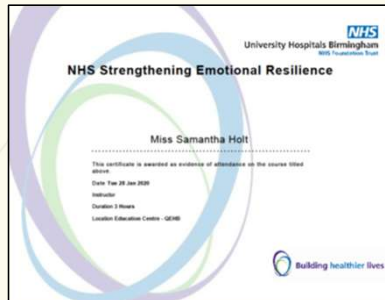 NHS
University Hospitals Birmingham
NHS Foundation Trust
NHS Strengthening Emotional Resilience
Miss Samantha Holt
This certificate is awarded as evidence of attendance on the course titled
above.
Date Tue 28 Jan 2020
Instructor
Duration 3 Hours
Location Education Centre - QEHB
Building healthier lives